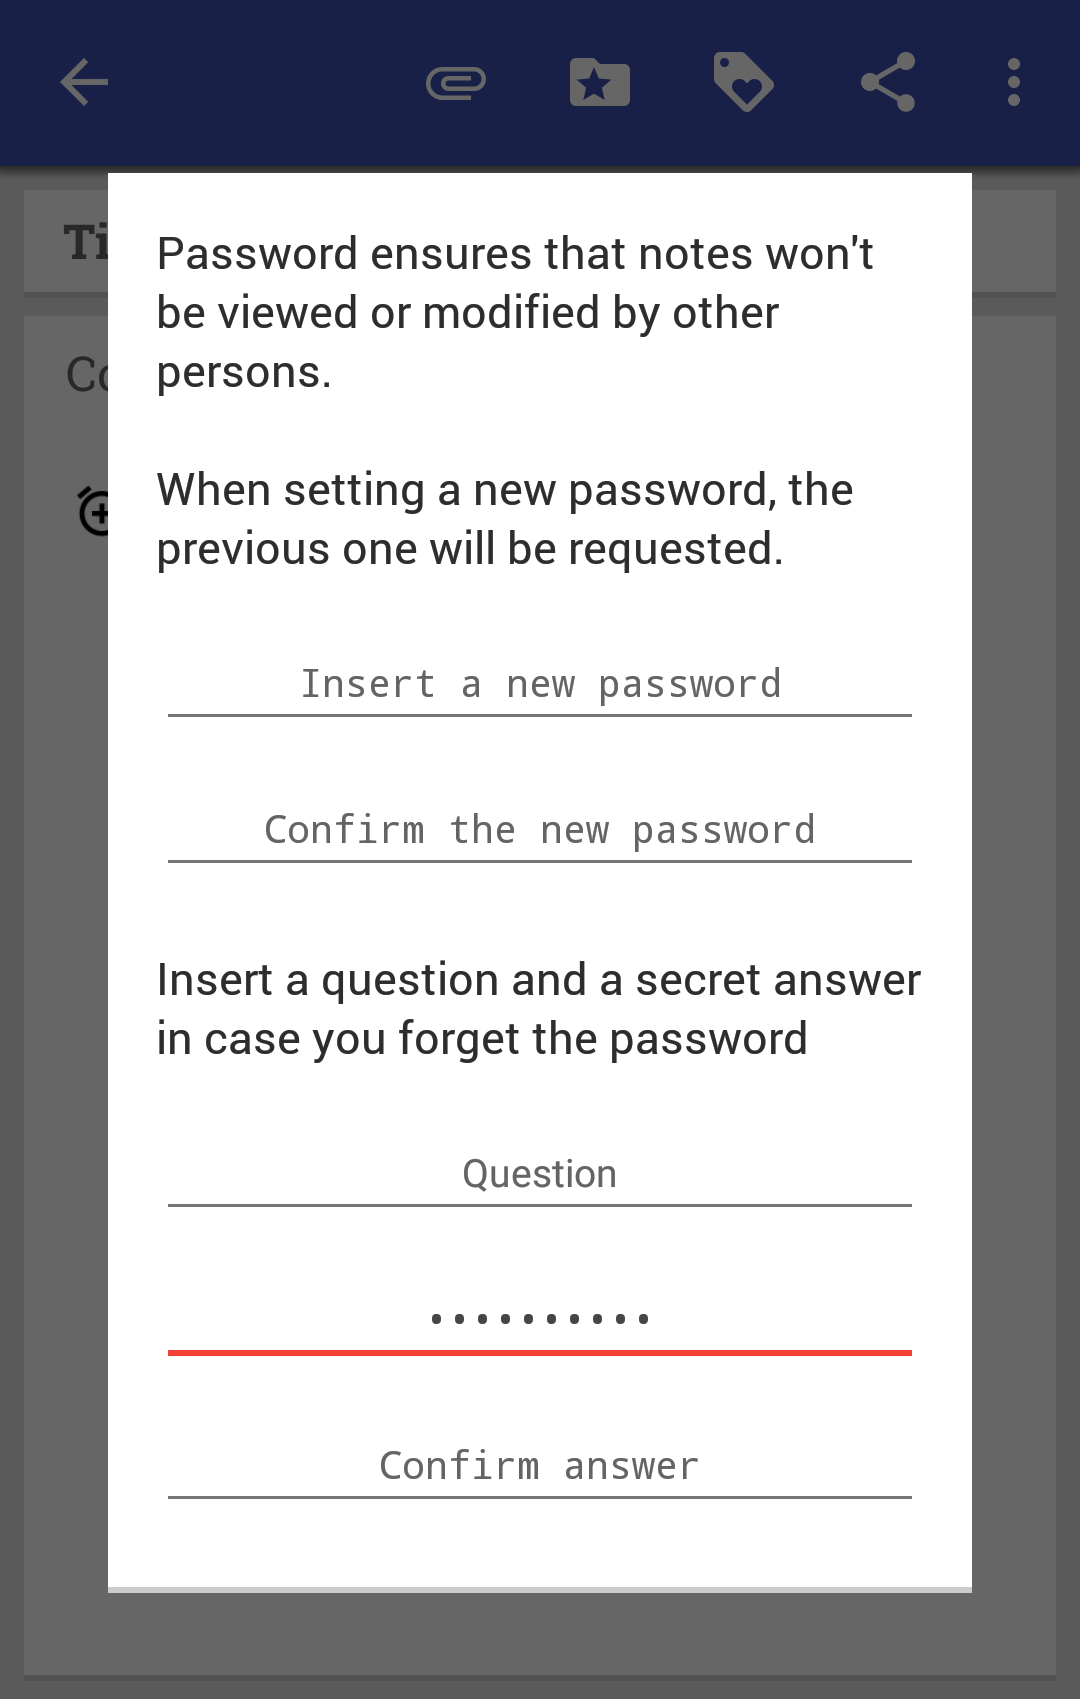 Ti
Co
Password ensures that notes won't
be viewed or modified by other
persons.
When setting a new password, the
previous one will be requested.
Insert a new password
Confirm the new password
Insert a question and a secret answer
in case you forget the password
Question
••••••••••
Confirm answer